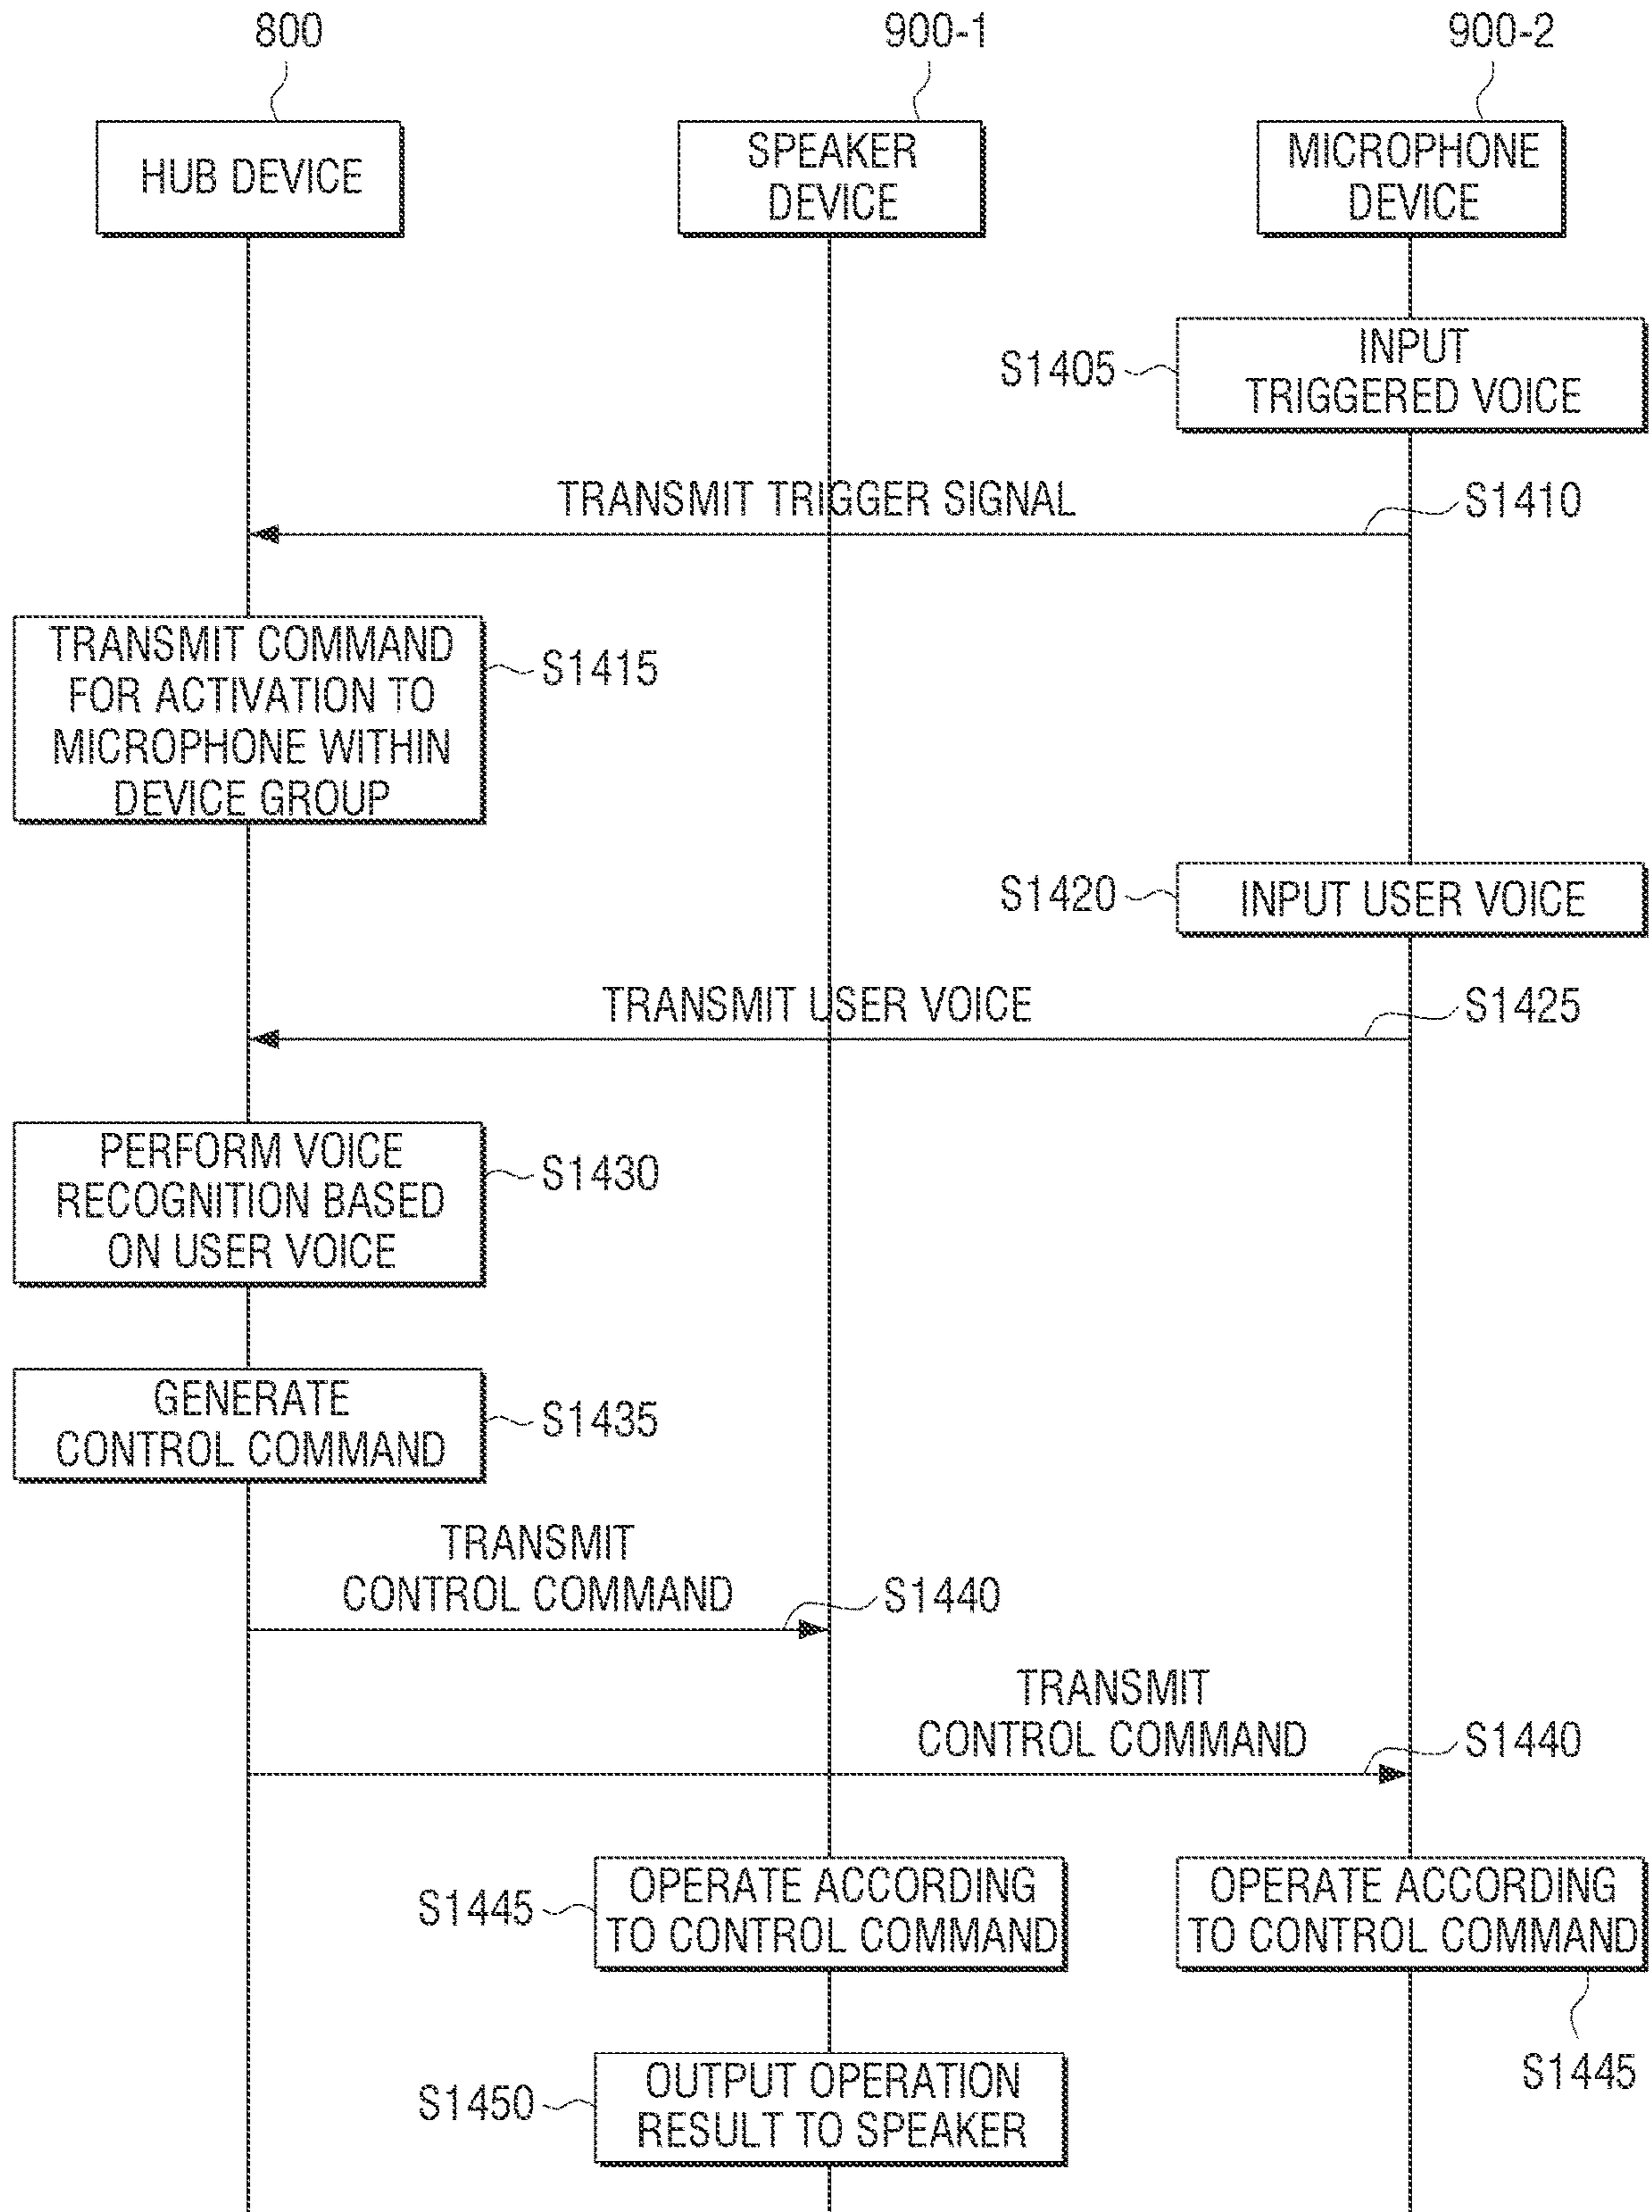 800
900-1
900-2
HUB DEVICE
SPEAKER
DEVICE
MICROPHONE
DEVICE
S1405
INPUT
TRIGGERED VOICE
TRANSMIT TRIGGER SIGNAL
S1410
TRANSMIT COMMAND
FOR ACTIVATION TO
MICROPHONE WITHIN
DEVICE GROUP
S1415
S1420
INPUT USER VOICE
TRANSMIT USER VOICE
S1425
PERFORM VOICE
RECOGNITION BASED
ON USER VOICE
S1430
GENERATE
CONTROL COMMAND
S1435
TRANSMIT
CONTROL COMMAND
S1440
TRANSMIT
CONTROL COMMAND
S1440
S1445
OPERATE ACCORDING
TO CONTROL COMMAND
OPERATE ACCORDING
TO CONTROL COMMAND
S1445
S1450
OUTPUT OPERATION
RESULT TO SPEAKER